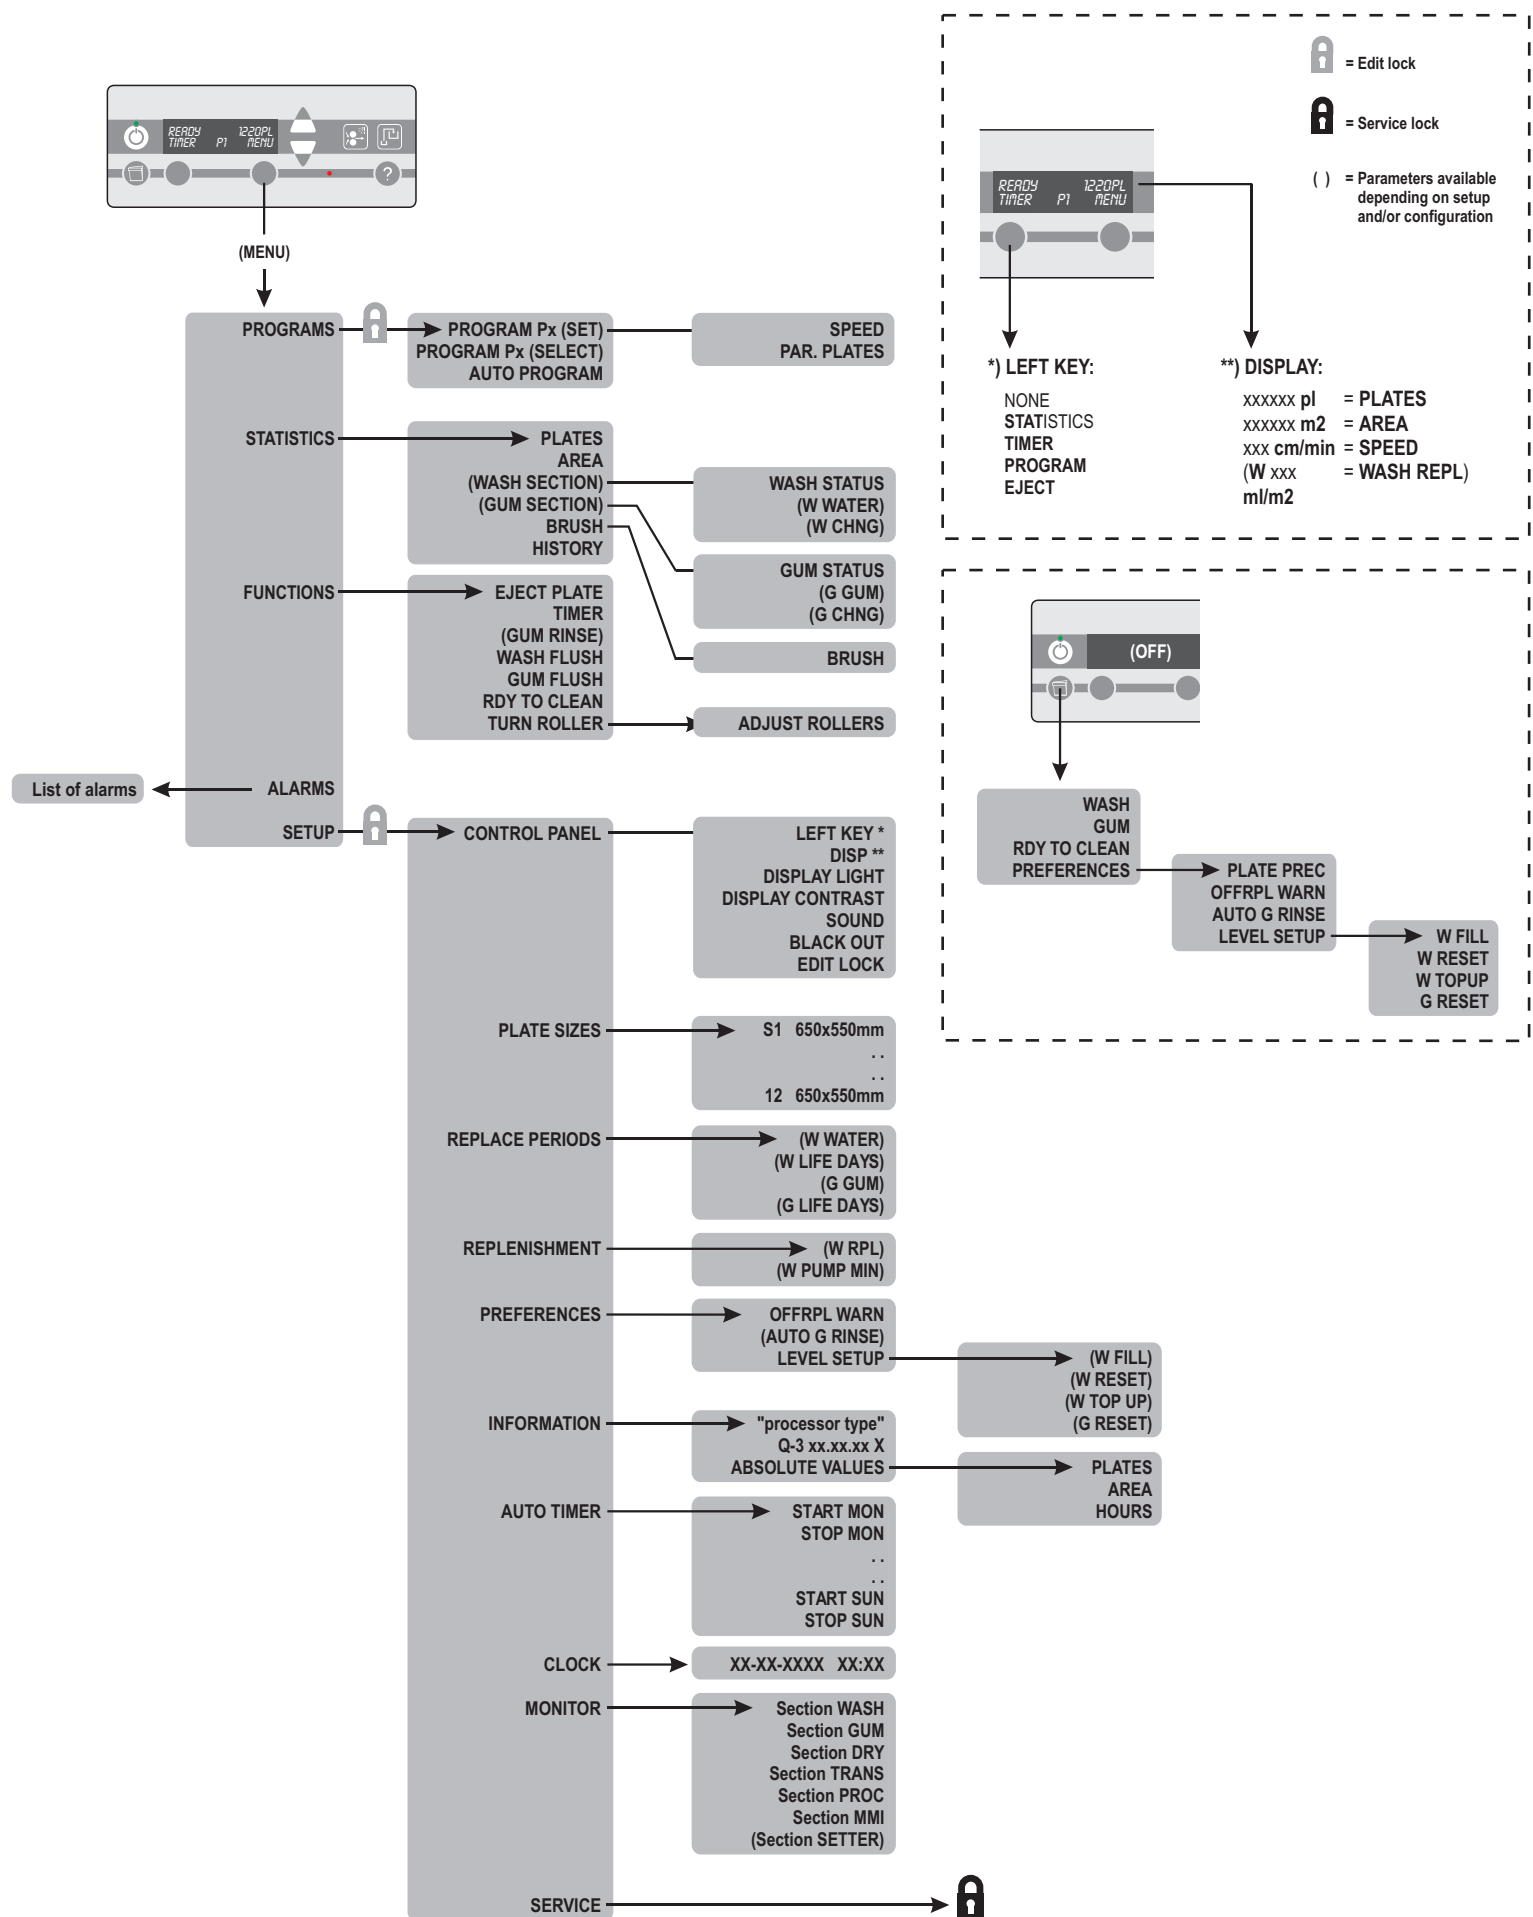 READY 1220PL
TIMER P1 MENU
?
(MENU)
PROGRAMS
STATISTICS
FUNCTIONS
ALARMS
SETUP
List of alarms
PROGRAM Px (SET)
PROGRAM Px (SELECT)
AUTO PROGRAM
SPEED
PAR. PLATES
PLATES
AREA
(WASH SECTION)
(GUM SECTION)
BRUSH
HISTORY
WASH STATUS
(W WATER)
(W CHNG)
GUM STATUS
(G GUM)
(G CHNG)
BRUSH
EJECT PLATE
TIMER
(GUM RINSE)
WASH FLUSH
GUM FLUSH
RDY TO CLEAN
TURN ROLLER
ADJUST ROLLERS
CONTROL PANEL
LEFT KEY *
DISP **
DISPLAY LIGHT
DISPLAY CONTRAST
SOUND
BLACK OUT
EDIT LOCK
PLATE SIZES
S1 650x550mm
. .
. .
12 650x550mm
REPLACE PERIODS
(W WATER)
(W LIFE DAYS)
(G GUM)
(G LIFE DAYS)
REPLENISHMENT
(W RPL)
(W PUMP MIN)
PREFERENCES
OFFRPL WARN
(AUTO G RINSE)
LEVEL SETUP
(W FILL)
(W RESET)
(W TOP UP)
(G RESET)
INFORMATION
"processor type"
Q-3 xx.xx.xx X
ABSOLUTE VALUES
PLATES
AREA
HOURS
AUTO TIMER
START MON
STOP MON
. .
. .
START SUN
STOP SUN
CLOCK
XX-XX-XXXX XX:XX
MONITOR
Section WASH
Section GUM
Section DRY
Section TRANS
Section PROC
Section MMI
(Section SETTER)
SERVICE
= Edit lock
= Service lock
( ) = Parameters available
depending on setup
and/or configuration
READY 1220PL
TIMER P1 MENU
*) LEFT KEY:
NONE
STATISTICS
TIMER
PROGRAM
EJECT
**) DISPLAY:
xxxxxx pl = PLATES
xxxxxx m2 = AREA
xxx cm/min = SPEED
(W xxx = WASH REPL)
ml/m2
(OFF)
WASH
GUM
RDY TO CLEAN
PREFERENCES
PLATE PREC
OFFRPL WARN
AUTO G RINSE
LEVEL SETUP
W FILL
W RESET
W TOPUP
G RESET